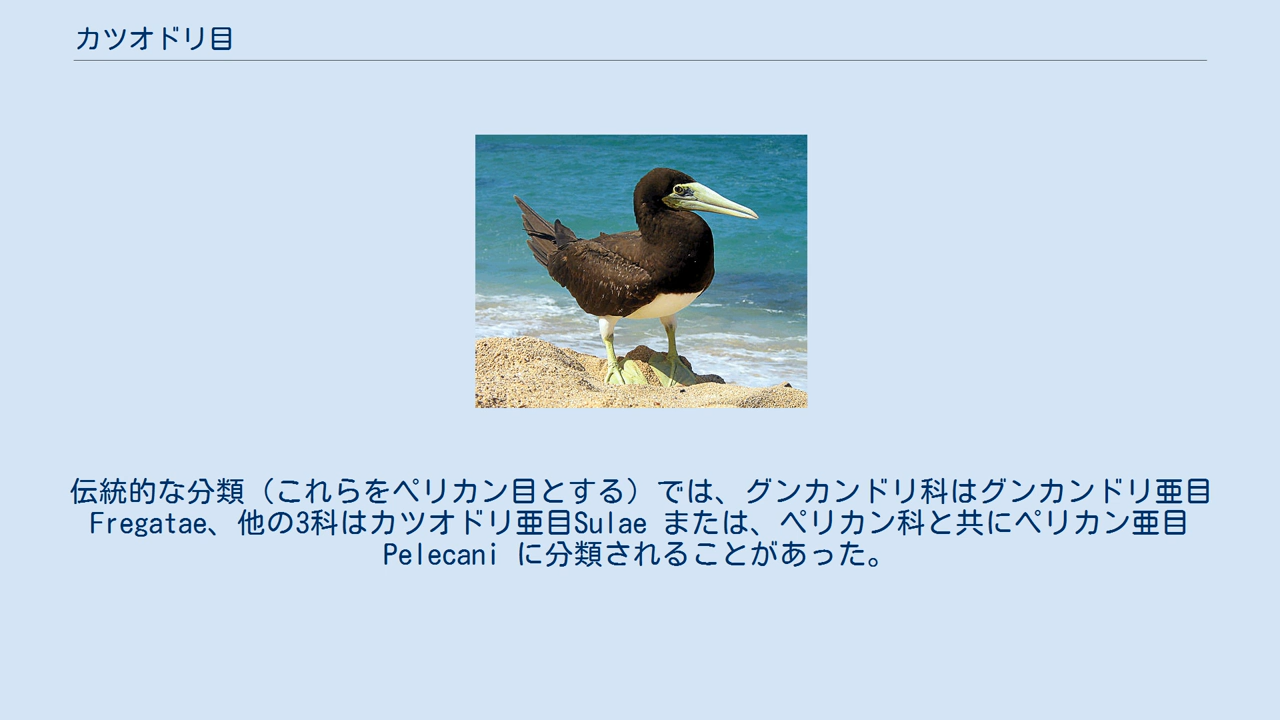 カツオドリ目
伝統的な分類（これらをペリカン目とする）では、グンカンドリ科はグンカンドリ亜目
Fregatae、他の3科はカツオドリ亜目Sulae または、ペリカン科と共にペリカン亜目
Pelecani に分類されることがあった。